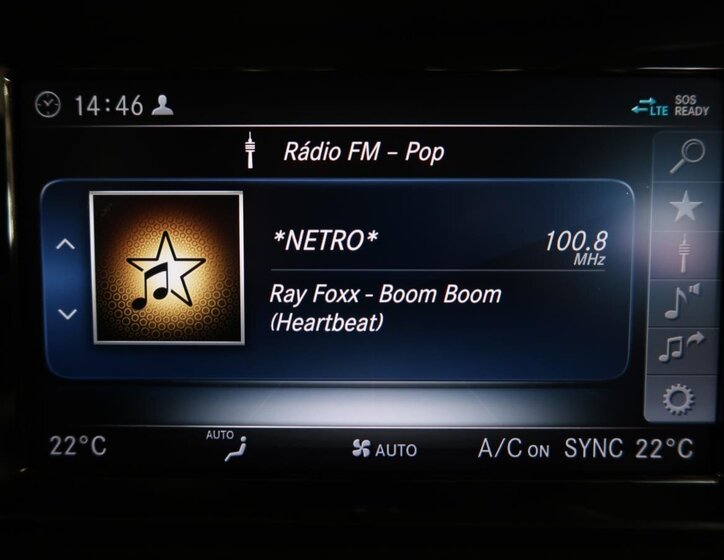 14:46
LTE
SOS
READY
Rádio FM – Pop
*NETRO*
100.8
MHz
Ray Foxx - Boom Boom
(Heartbeat)
22°C
AUTO
AUTO
A/C ON
SYNC
22°C